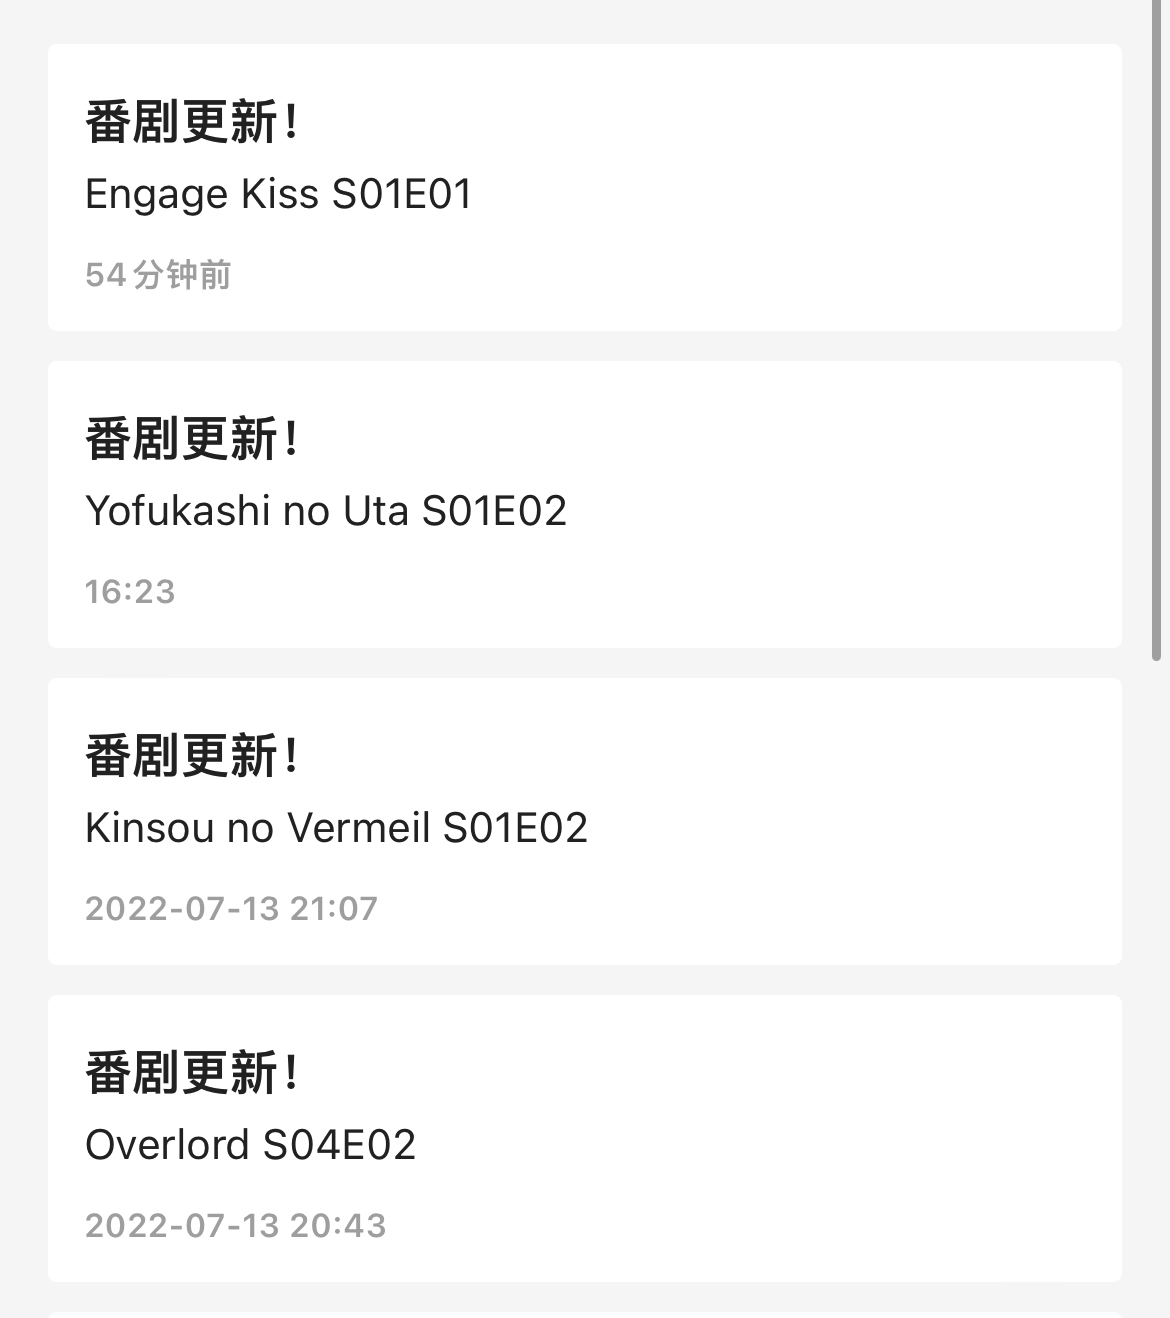 番剧更新！
Engage Kiss S01E01
54分钟前
番剧更新！
Yofukashi no Uta S01E02
16:23
番剧更新！
Kinsou no Vermeil S01E02
2022-07-13 21:07
番剧更新！
Overlord S04E02
2022-07-13 20:43